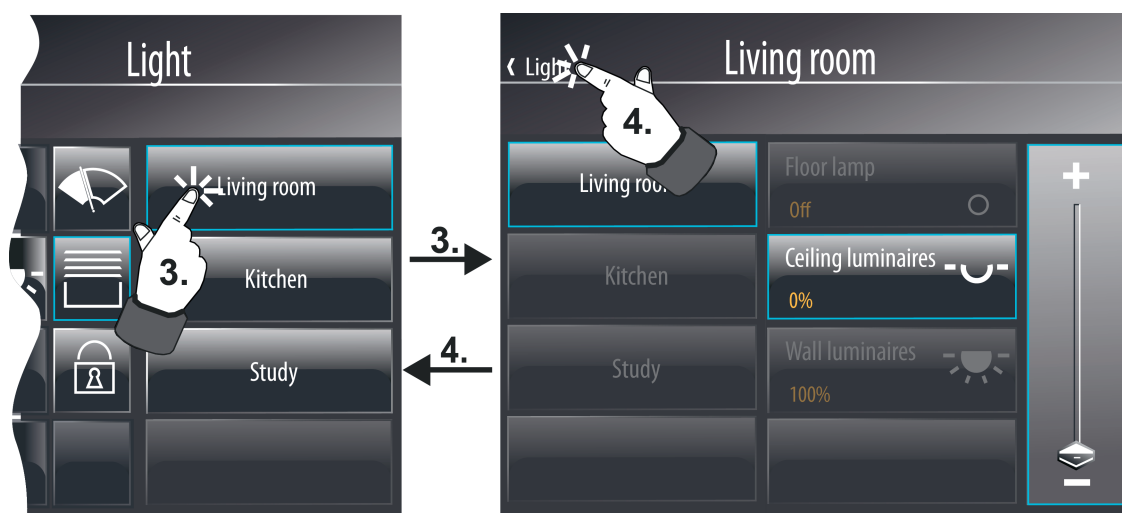 Light
Living room
3.
Kitchen
Study
3.
4.
‹ Light
Living room
4.
Living room
Kitchen
Study
Floor lamp
Off
Ceiling luminaires
0%
Wall luminaires
100%
+
–